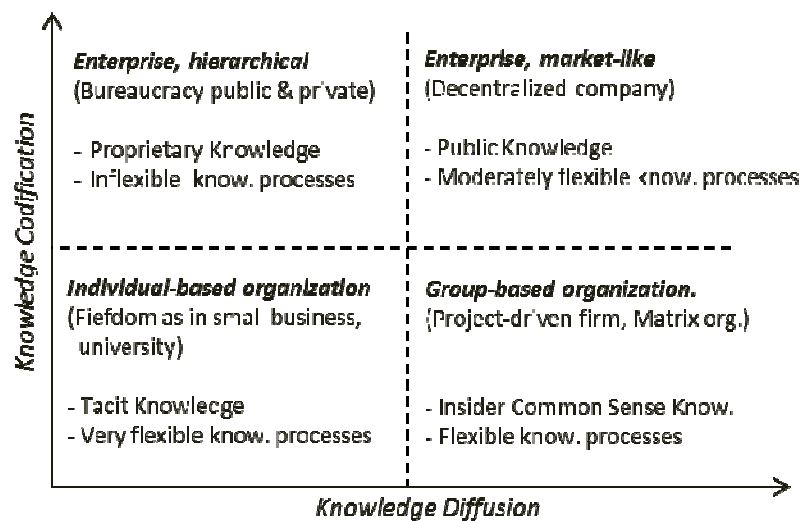 Knowledge Codification
Enterprise, hierarchical
(Bureaucracy public & private)
- Proprietary Knowledge
- Inflexible know. processes
Enterprise, market-like
(Decentralized company)
- Public Knowledge
- Moderately flexible know. processes
Individual-based organization
(Fiefdom as in small business,
university)
- Tacit Knowledge
- Very flexible know. processes
Group-based organization.
(Project-driven firm, Matrix org.)
- Insider Common Sense Know.
- Flexible know. processes
Knowledge Diffusion